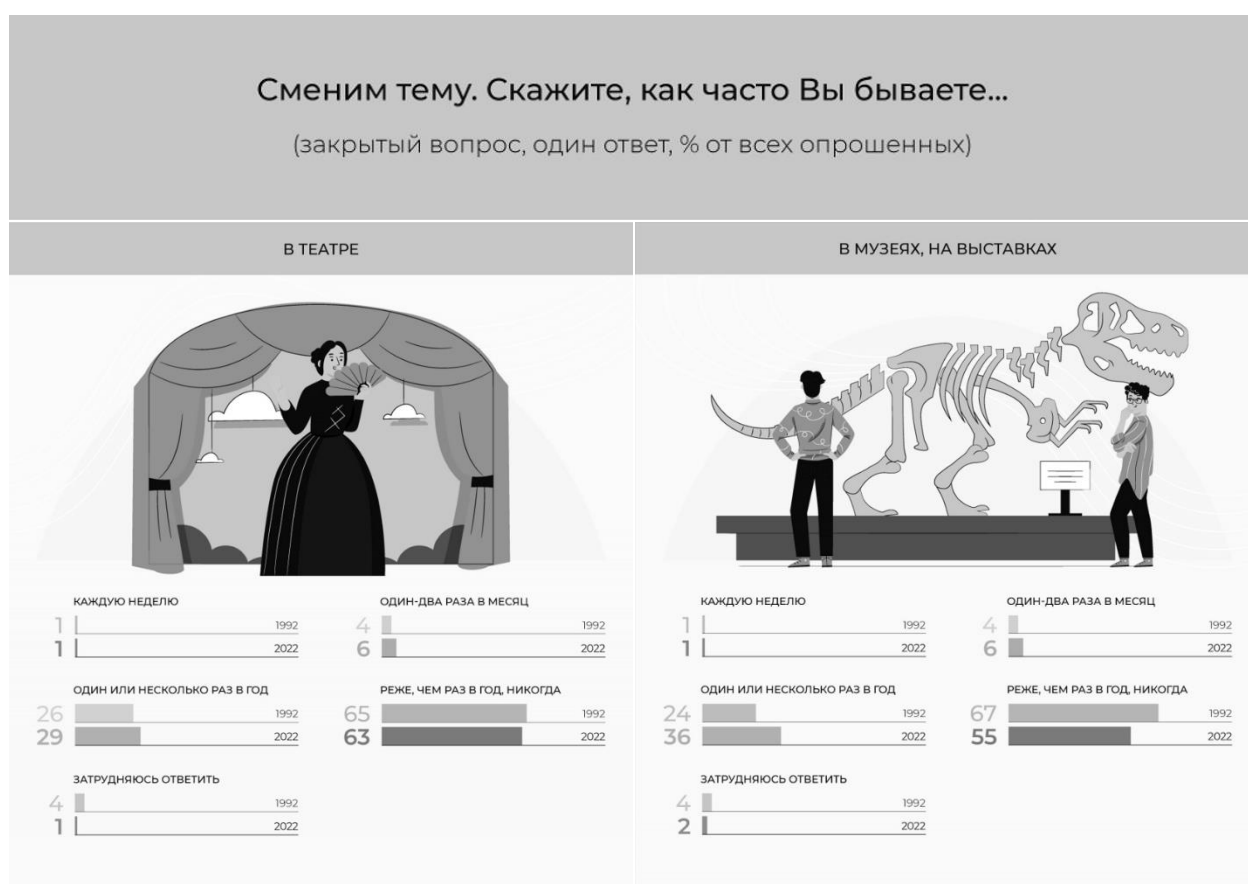 Сменим тему. Скажите, как часто Вы бываете...
(закрытый вопрос, один ответ, % от всех опрошенных)
В ТЕАТРЕ
КАЖДУЮ НЕДЕЛЮ
1 1992
1 2022
ОДИН-ДВА РАЗА В МЕСЯЦ
4 1992
6 2022
ОДИН ИЛИ НЕСКОЛЬКО РАЗ В ГОД
26 1992
29 2022
РЕЖЕ, ЧЕМ РАЗ В ГОД, НИКОГДА
65 1992
63 2022
ЗАТРУДНЯЮСЬ ОТВЕТИТЬ
4 1992
1 2022
В МУЗЕЯХ, НА ВЫСТАВКАХ
КАЖДУЮ НЕДЕЛЮ
1 1992
1 2022
ОДИН-ДВА РАЗА В МЕСЯЦ
4 1992
6 2022
ОДИН ИЛИ НЕСКОЛЬКО РАЗ В ГОД
24 1992
36 2022
РЕЖЕ, ЧЕМ РАЗ В ГОД, НИКОГДА
67 1992
55 2022
ЗАТРУДНЯЮСЬ ОТВЕТИТЬ
4 1992
2 2022